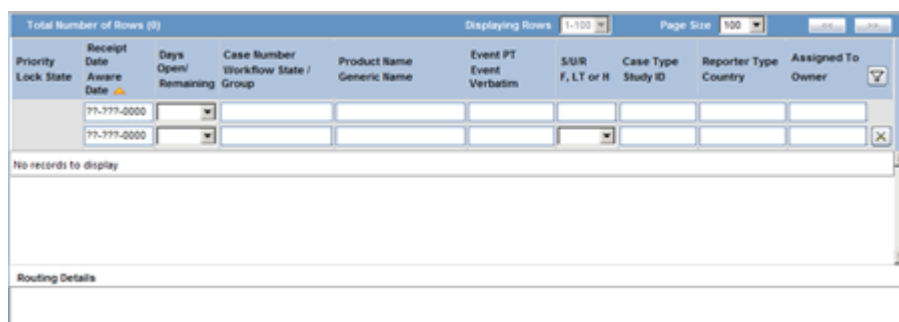 Total Number of Rows (0) Displaying Rows 1-100 Page Size 100 << >>
Priority Lock State
Receipt Date Aware Date
Days Open/ Remaining
Case Number Workflow State / Group
Product Name Generic Name
Event PT Event Verbatim
S/U/R F, LT or H
Case Type Study ID
Reporter Type Country
Assigned To Owner
??-???-0000
??-???-0000
No records to display
Routing Details